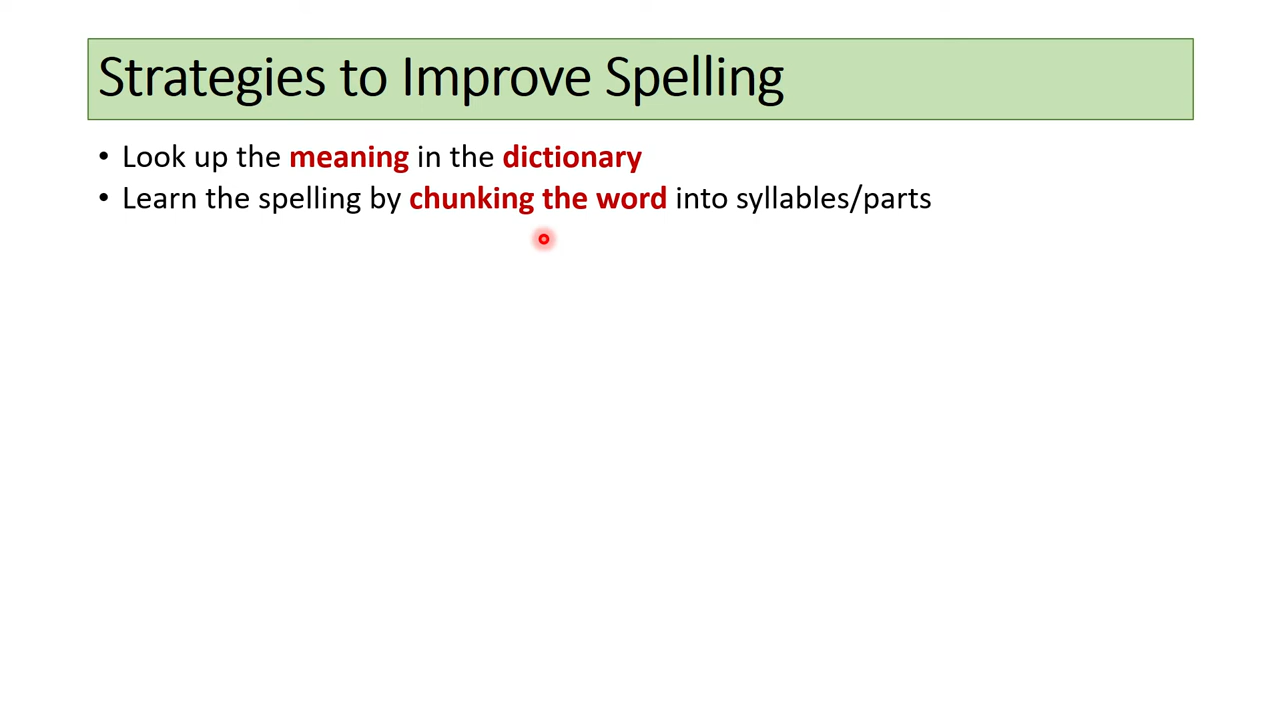 Strategies to Improve Spelling
• Look up the meaning in the dictionary
• Learn the spelling by chunking the word into syllables/parts